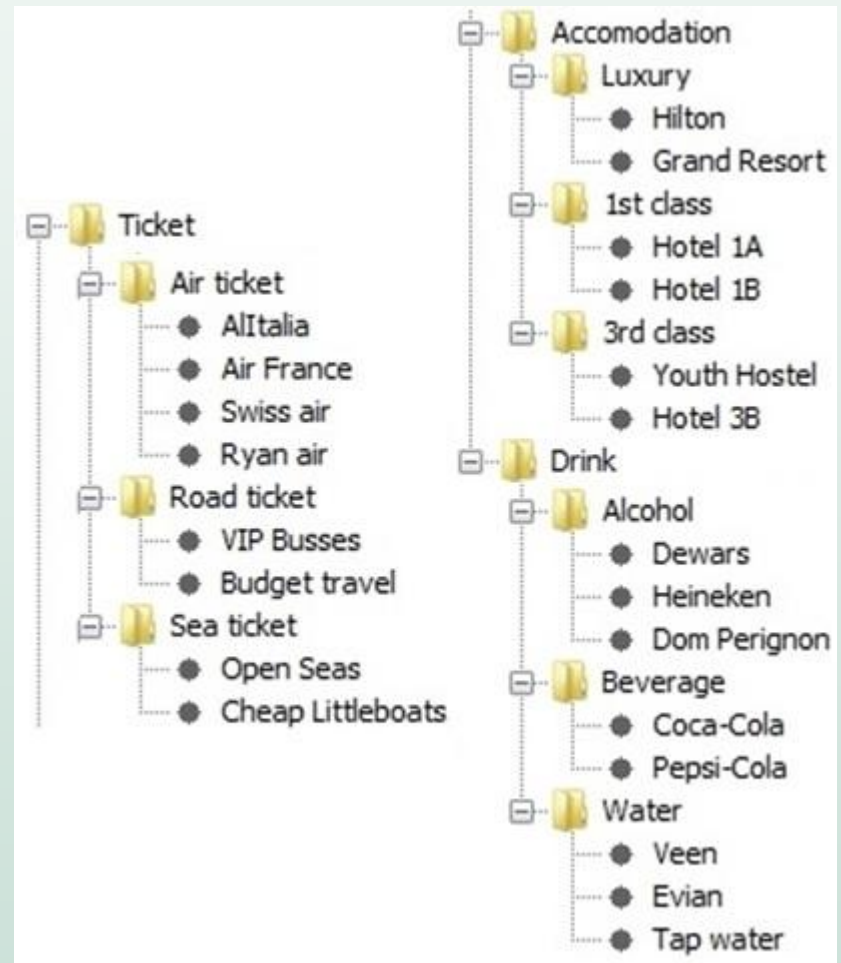 Ticket
Air ticket
AlItalia
Air France
Swiss air
Ryan air
Road ticket
VIP Busses
Budget travel
Sea ticket
Open Seas
Cheap Littleboats
Accomodation
Luxury
Hilton
Grand Resort
1st class
Hotel 1A
Hotel 1B
3rd class
Youth Hostel
Hotel 3B
Drink
Alcohol
Dewars
Heineken
Dom Perignon
Beverage
Coca-Cola
Pepsi-Cola
Water
Veen
Evian
Tap water